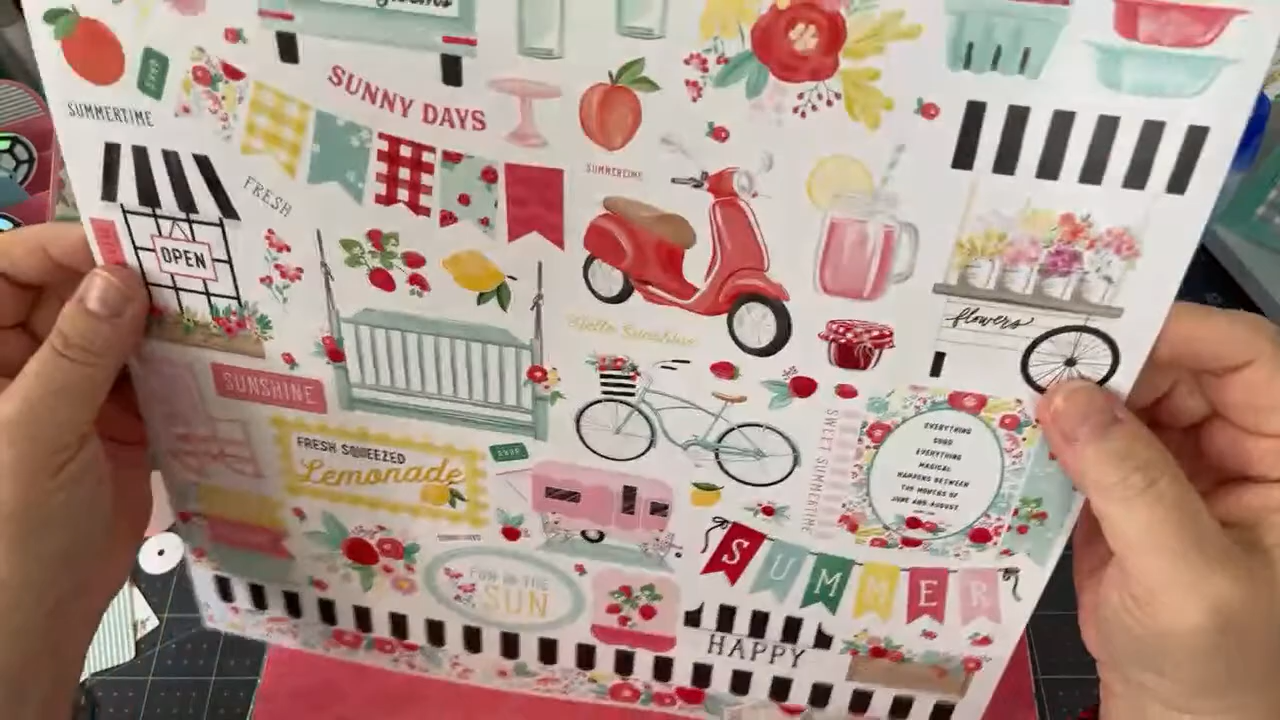 SUNNY DAYS
SUMMERTIME
SUMMERTIME
FRESH
OPEN
flowers
Hello Sunshine
SUNSHINE
FRESH SQUEEZED
Lemonade
SWEET SUMMERTIME
EVERYTHING
GOOD
EVERYTHING
MAGICAL
HAPPENS BETWEEN
THE MONTHS OF
JUNE AND AUGUST
SUMMER
FUN IN THE
SUN
HAPPY